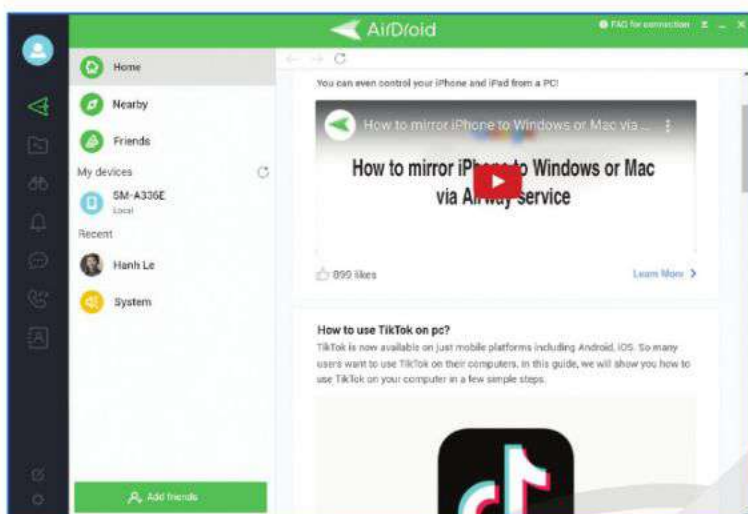 AirDroid
FAQ for connection
Home
Nearby
Friends
My devices
SM-A336E
Local
Recent
Hanh Le
System
Add friends
You can even control your iPhone and iPad from a PC!
How to mirror iPhone to Windows or Mac via ...
How to mirror iPhone to Windows or Mac
via service
899 likes
Learn More
How to use TikTok on pc?
TikTok is now available on just mobile platforms including Android, iOS. So many
users want to use TikTok on their computers. In this guide, we will show you how to
use TikTok on your computer in a few simple steps.